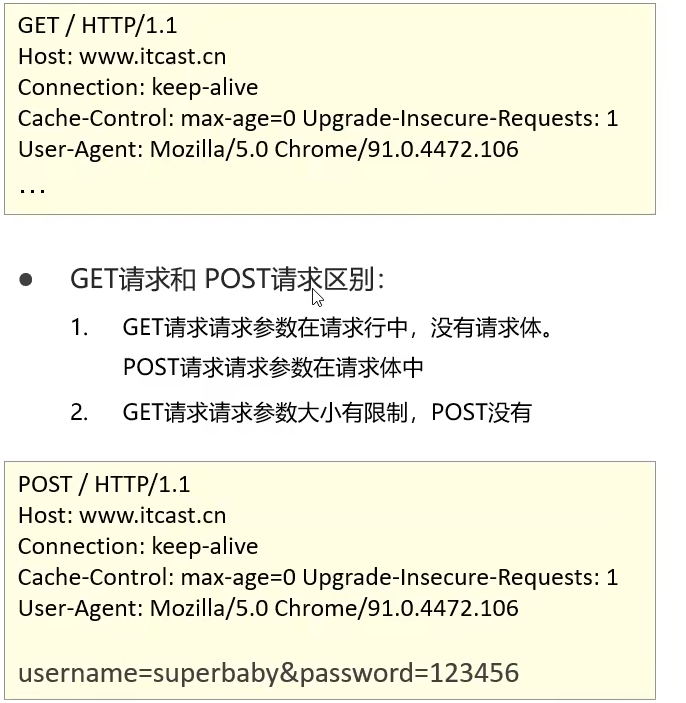 GET / HTTP/1.1
Host: www.itcast.cn
Connection: keep-alive
Cache-Control: max-age=0 Upgrade-Insecure-Requests: 1
User-Agent: Mozilla/5.0 Chrome/91.0.4472.106
...
● GET请求和 POST请求区别：
1. GET请求请求参数在请求行中，没有请求体。
POST请求请求参数在请求体中
2. GET请求请求参数大小有限制，POST没有
POST / HTTP/1.1
Host: www.itcast.cn
Connection: keep-alive
Cache-Control: max-age=0 Upgrade-Insecure-Requests: 1
User-Agent: Mozilla/5.0 Chrome/91.0.4472.106
username=superbaby&password=123456